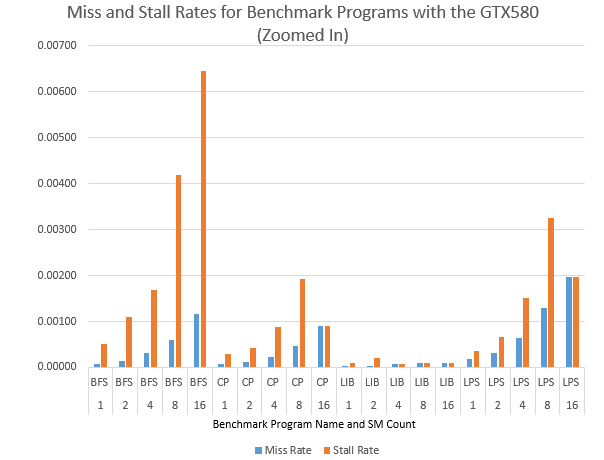 Miss and Stall Rates for Benchmark Programs with the GTX580
(Zoomed In)
0.00700
0.00600
0.00500
0.00400
0.00300
0.00200
0.00100
0.00000
BFS BFS BFS BFS BFS CP CP CP CP CP LIB LIB LIB LIB LIB LPS LPS LPS LPS LPS
1 2 4 8 16 1 2 4 8 16 1 2 4 8 16 1 2 4 8 16
Benchmark Program Name and SM Count
Miss Rate Stall Rate